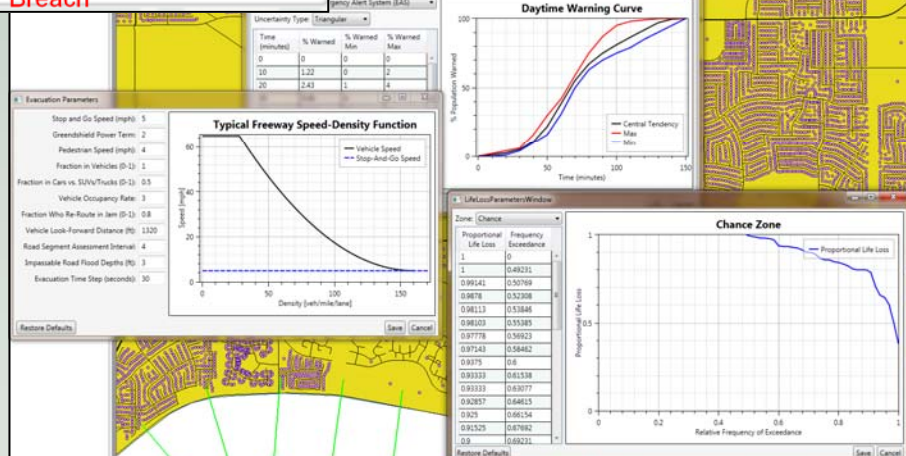 Breach
gency Alert System (EAS)
Uncertainty Type: Triangular
Time (minutes) % Warned % Warned Min % Warned Max
0 0 0 0
10 1.22 0 2
20 2.43 1 4
Daytime Warning Curve
% Population Warned
100
50
0
0 50 100 150
Time (minutes)
Central Tendency
Max
Min
Evacuation Parameters
Stop and Go Speed (mph): 5
Greenshield Power Term: 2
Pedestrian Speed (mph): 4
Fraction in Vehicles (0-1): 1
Fraction in Cars vs. SUVs/Trucks (0-1): 0.5
Vehicle Occupancy Rate: 3
Fraction Who Re-Route in Jam (0-1): 0.8
Vehicle Look-Forward Distance (ft): 1320
Road Segment Assessment Interval: 4
Impassable Road Flood Depths (ft): 3
Evacuation Time Step (seconds): 30
Restore Defaults
Typical Freeway Speed-Density Function
Vehicle Speed
Stop-And-Go Speed
Speed [mph]
60
40
20
0
0 50 100 150
Density [veh/mile/lane]
Save Cancel
LifeLossParametersWindow
Zone: Chance
Proportional Life Loss Frequency Exceedance
1 0
1 0.49231
0.99141 0.50769
0.9878 0.52308
0.98113 0.53846
0.98103 0.55385
0.97778 0.56923
0.97143 0.58462
0.9375 0.6
0.93333 0.61538
0.93333 0.63077
0.92857 0.64615
0.925 0.66154
0.91525 0.67692
0.9 0.69231
Restore Defaults
Chance Zone
Proportional Life Loss
Proportional Life Loss
1
0.5
0
0 0.2 0.4 0.6 0.8 1
Relative Frequency of Exceedance
Save Cancel